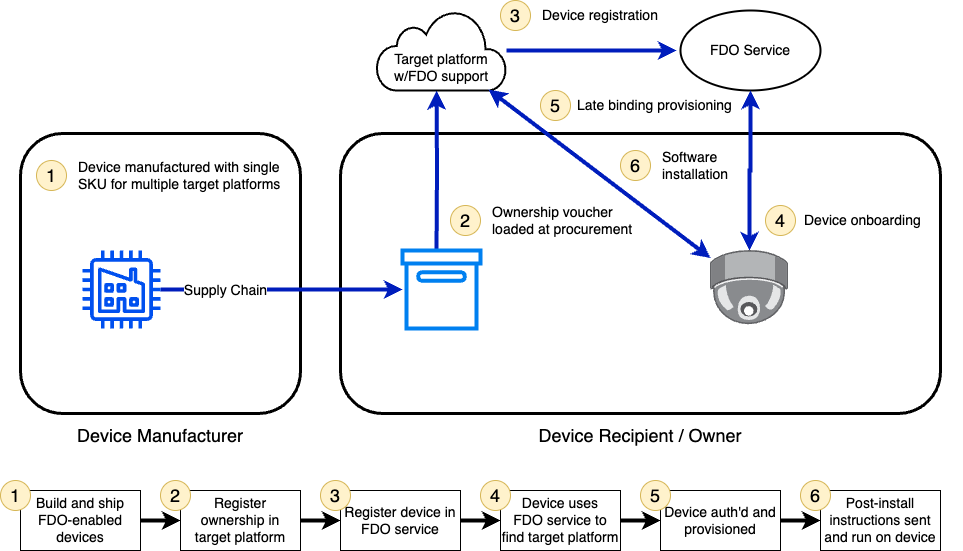 3
Device registration
Target platform
w/FDO support
FDO Service
5
Late binding provisioning
1
Device manufactured with single
SKU for multiple target platforms
6
Software
installation
2
Ownership voucher
loaded at procurement
4
Device onboarding
Supply Chain
Device Manufacturer
Device Recipient / Owner
1
Build and ship
FDO-enabled
devices
2
Register
ownership in
target platform
3
Register device in
FDO service
4
Device uses
FDO service to
find target platform
5
Device auth'd and
provisioned
6
Post-install
instructions sent
and run on device